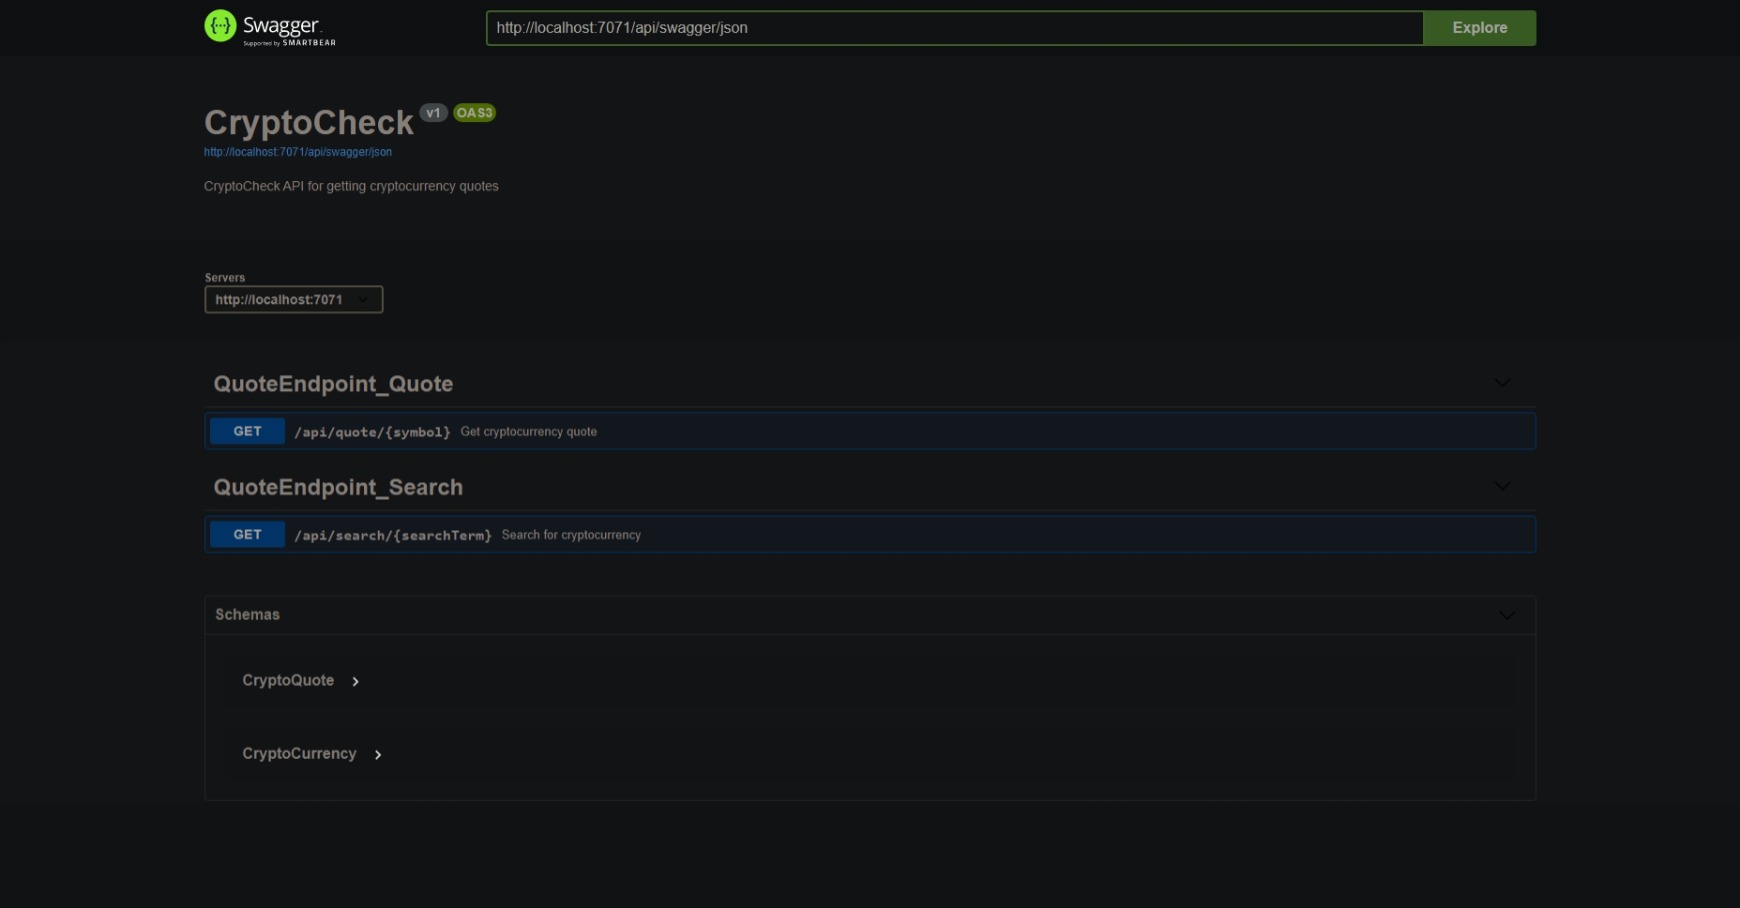 {···} Swagger
Supported by SMARTBEAR
http://localhost:7071/api/swagger/json
Explore
CryptoCheck v1 OAS3
http://localhost:7071/api/swagger/json
CryptoCheck API for getting cryptocurrency quotes
Servers
http://localhost:7071
QuoteEndpoint_Quote
GET /api/quote/{symbol} Get cryptocurrency quote
QuoteEndpoint_Search
GET /api/search/{searchTerm} Search for cryptocurrency
Schemas
CryptoQuote
CryptoCurrency